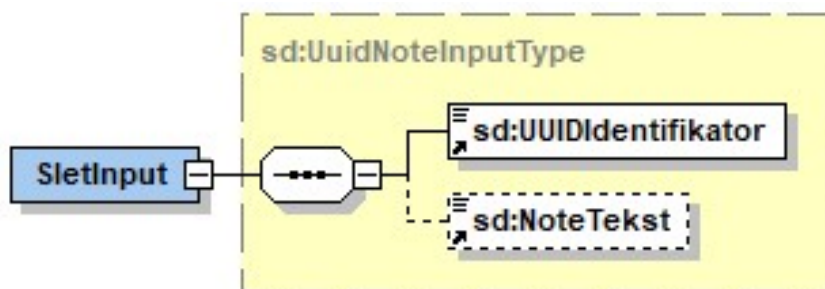 sd:UuidNoteInputType
sd:UUIDIdentifikator
SletInput
sd:NoteTekst